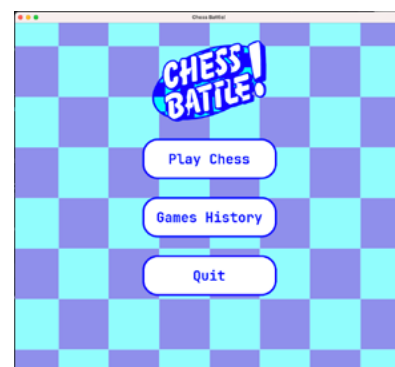 Chess Battle!
CHESS
BATTLE!
Play Chess
Games History
Quit